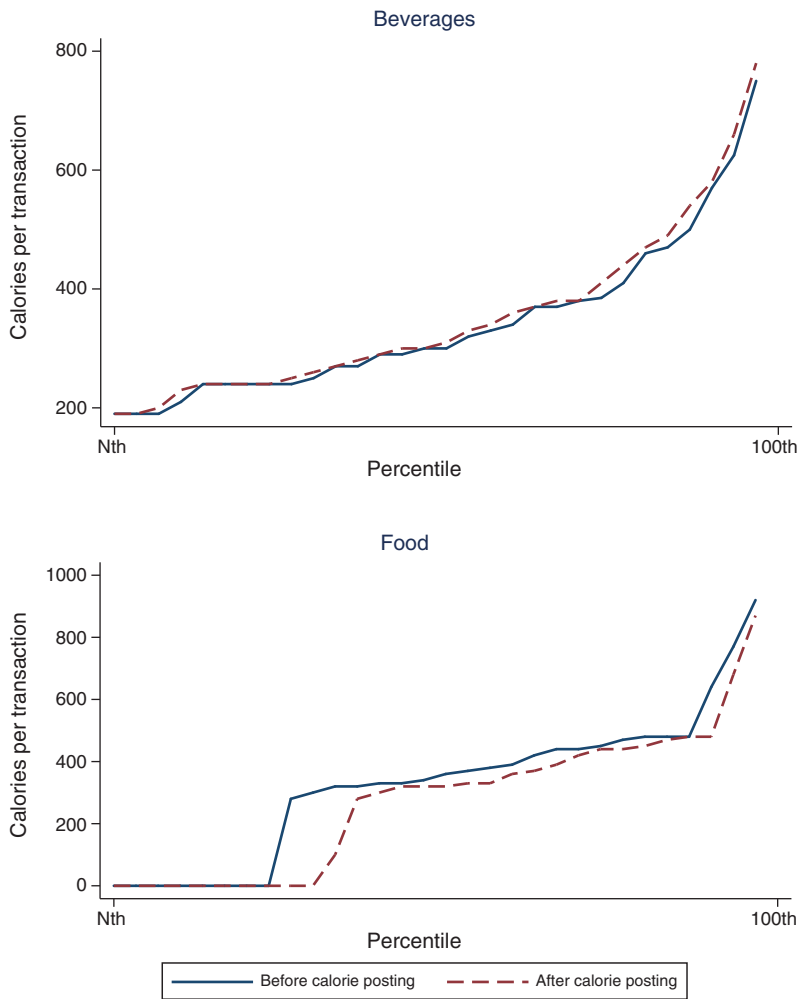 Beverages
800
600
400
200
Calories per transaction
Nth 100th
Percentile
Food
1000
800
600
400
200
0
Calories per transaction
Nth 100th
Percentile
Before calorie posting After calorie posting